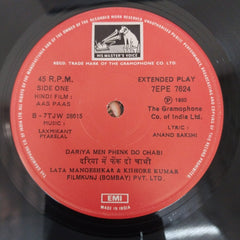 HIS MASTER'S VOICE
REGD. TRADE MARK OF THE GRAMOPHONE CO. LTD.
45 R.P.M.
SIDE ONE
HINDI FILM:
AAS PAAS
EXTENDED PLAY
7EPE 7624
B - 7TJW 26615
MUSIC :
LAXMIKANT
PYARELAL
℗ 1980
The Gramophone
Co. of India Ltd.
LYRIC :
ANAND BAKSHI
DARIYA MEN PHENK DO CHABI
दरिया में फेंक दो चाभी
LATA MANGESHKAR & KISHORE KUMAR
FILMKUNJ (BOMBAY) PVT. LTD.
EMI
MADE IN INDIA